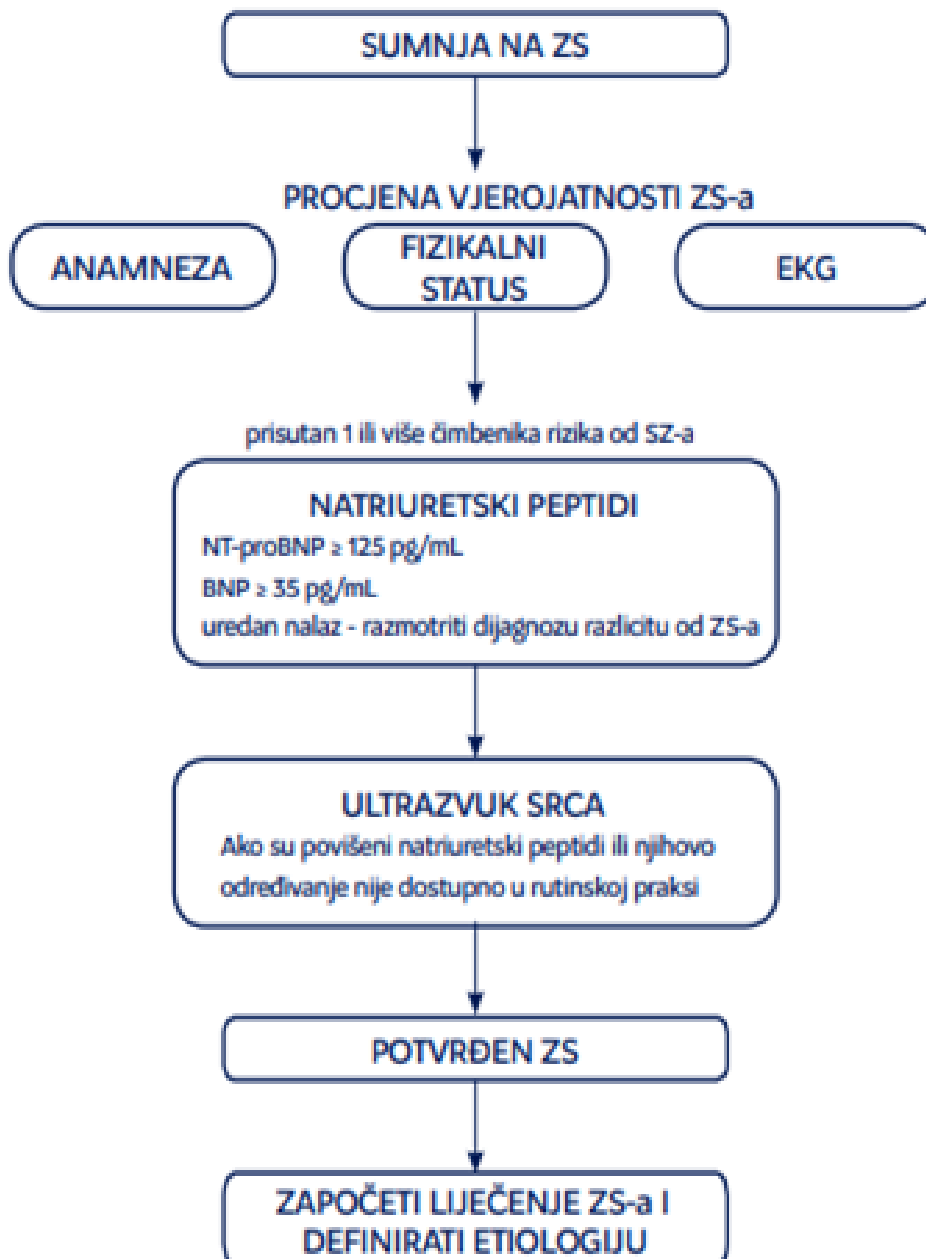 SUMNJA NA ZS
PROCJENA VJEROJATNOSTI ZS-a
ANAMNEZA
FIZIKALNI
STATUS
EKG
prisutan 1 ili više čimbenika rizika od SZ-a
NATRIURETSKI PEPTIDI
NT-proBNP ≥ 125 pg/mL
BNP ≥ 35 pg/mL
uredan nalaz - razmotriti dijagnozu razlicitu od ZS-a
ULTRAZVUK SRCA
Ako su povišeni natriuretski peptidi ili njihovo
određivanje nije dostupno u rutinskoj praksi
POTVRĐEN ZS
ZAPOČETI LIJEČENJE ZS-a I
DEFINIRATI ETIOLOGIJU